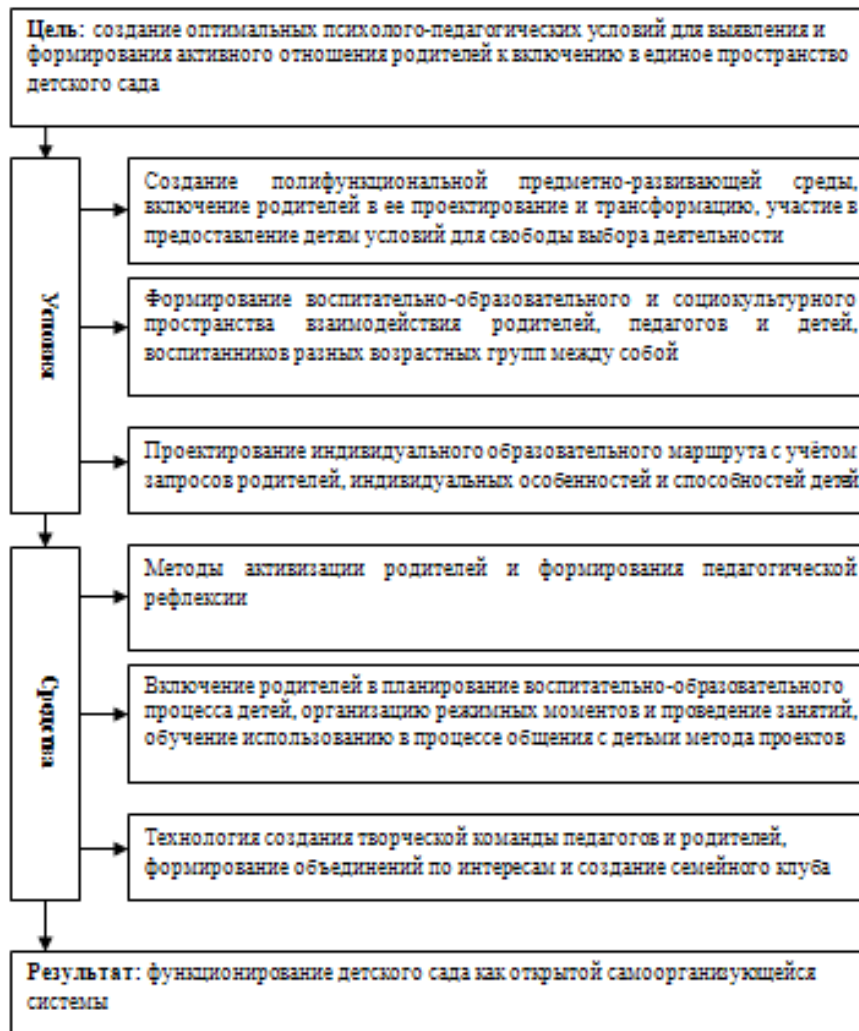 Цель: создание оптимальных психолого-педагогических условий для выявления и
формирования активного отношения родителей к включению в единое пространство
детского сада
Условия
Создание полифункциональной предметно-развивающей среды,
включение родителей в ее проектирование и трансформацию, участие в
предоставление детям условий для свободы выбора деятельности
Формирование воспитательно-образовательного и социокультурного
пространства взаимодействия родителей, педагогов и детей,
воспитанников разных возрастных групп между собой
Проектирование индивидуального образовательного маршрута с учётом
запросов родителей, индивидуальных особенностей и способностей детей
Средства
Методы активизации родителей и формирования педагогической
рефлексии
Включение родителей в планирование воспитательно-образовательного
процесса детей, организацию режимных моментов и проведение занятий,
обучение использованию в процессе общения с детьми метода проектов
Технология создания творческой команды педагогов и родителей,
формирование объединений по интересам и создание семейного клуба
Результат: функционирование детского сада как открытой самоорганизующейся
системы